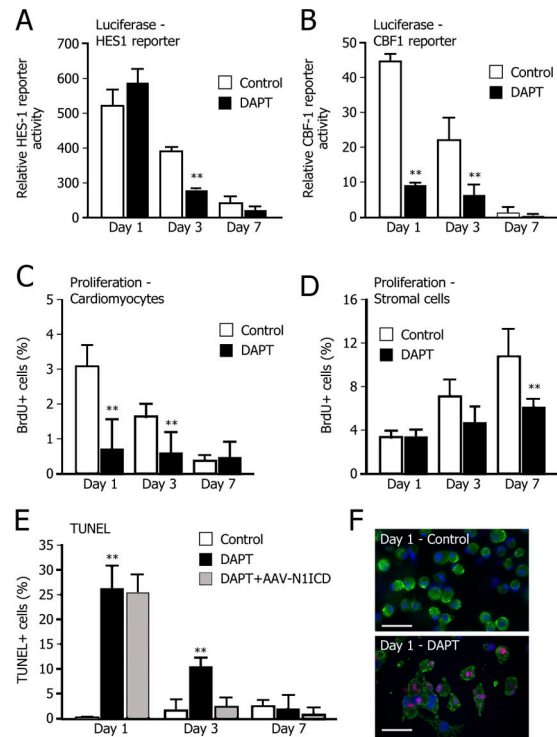 A
Luciferase -
HES1 reporter
Relative HES-1 reporter
activity
700
600
500
400
300
0
Control
DAPT
**
Day 1 Day 3 Day 7
B
Luciferase -
CBF1 reporter
Relative CBF-1 reporter
activity
50
40
30
20
10
0
Control
DAPT
**
**
Day 1 Day 3 Day 7
C
Proliferation -
Cardiomyocytes
BrdU+ cells (%)
5
4
3
2
1
0
Control
DAPT
**
**
Day 1 Day 3 Day 7
D
Proliferation -
Stromal cells
BrdU+ cells (%)
16
12
8
4
0
Control
DAPT
**
Day 1 Day 3 Day 7
E
TUNEL
TUNEL+ cells (%)
35
30
25
20
15
10
5
0
Control
DAPT
DAPT+AAV-N1ICD
**
**
Day 1 Day 3 Day 7
F
Day 1 - Control
Day 1 - DAPT